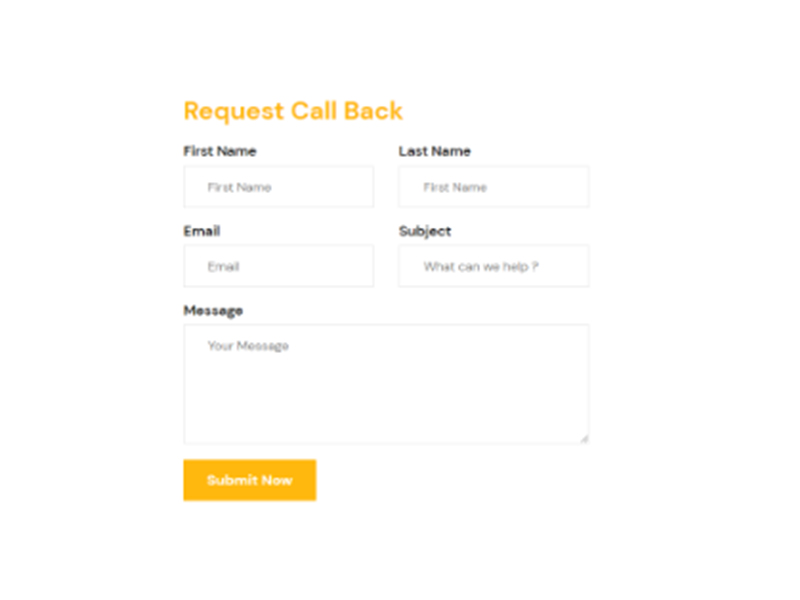 Request Call Back
First Name Last Name
First Name First Name
Email Subject
Email What can we help ?
Message
Your Message
Submit Now